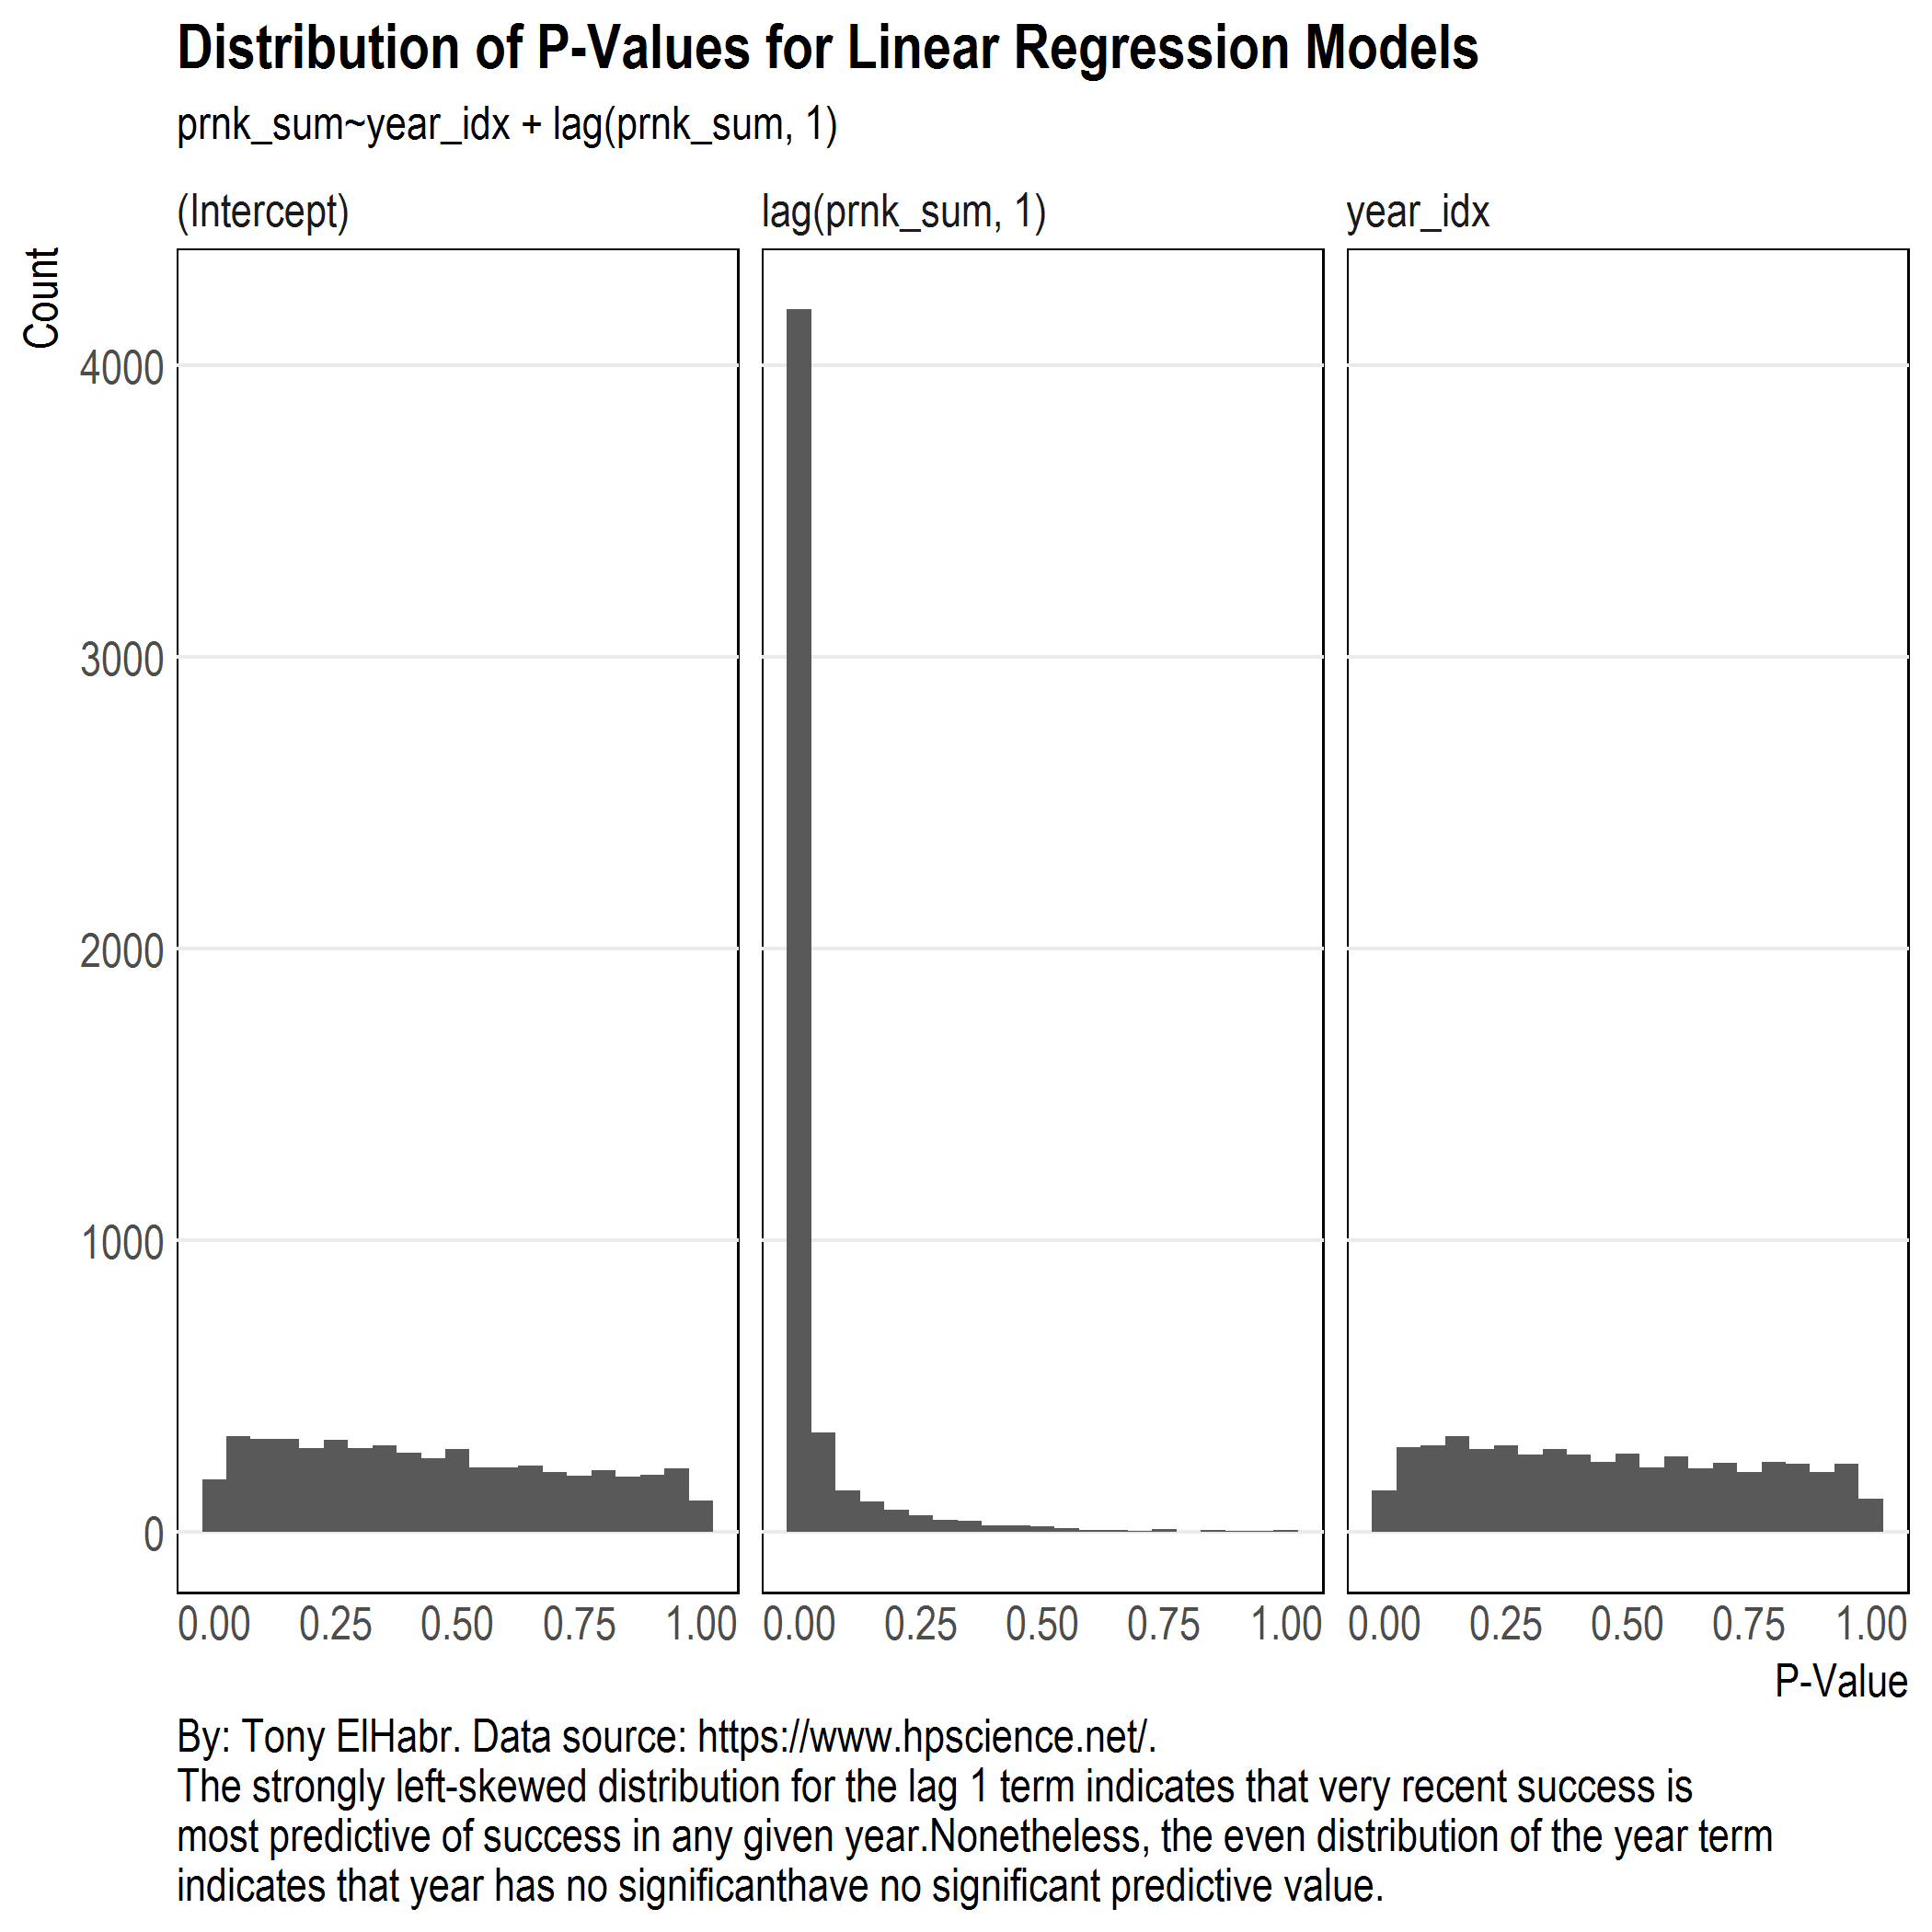 Distribution of P-Values for Linear Regression Models
prnk_sum~year_idx + lag(prnk_sum, 1)
(Intercept)
lag(prnk_sum, 1)
year_idx
Count
4000
3000
2000
1000
0
0.00 0.25 0.50 0.75 1.00
0.00 0.25 0.50 0.75 1.00
0.00 0.25 0.50 0.75 1.00
P-Value
By: Tony ElHabr. Data source: https://www.hpscience.net/.
The strongly left-skewed distribution for the lag 1 term indicates that very recent success is
most predictive of success in any given year.Nonetheless, the even distribution of the year term
indicates that year has no significanthave no significant predictive value.